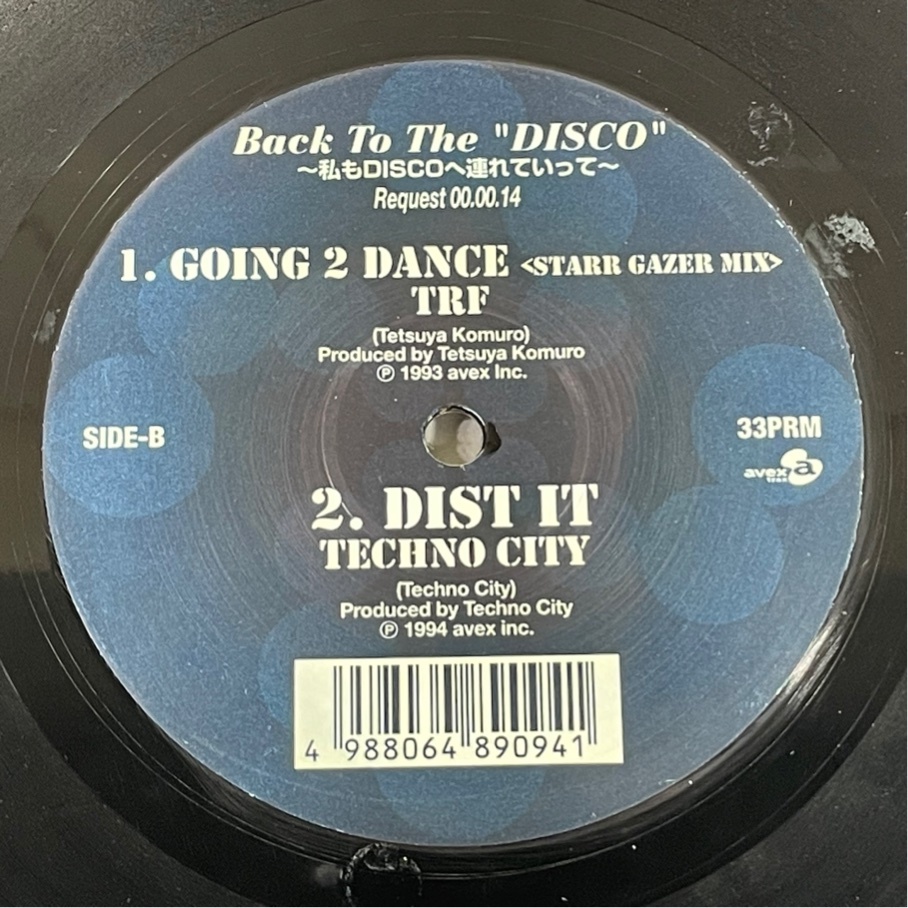 Back To The "DISCO"
～私もDISCOへ連れていって～
Request 00.00.14
1. GOING 2 DANCE <STARR GAZER MIX>
TRF
(Tetsuya Komuro)
Produced by Tetsuya Komuro
℗ 1993 avex Inc.
SIDE-B
33PRM
avex trax
2. DIST IT
TECHNO CITY
(Techno City)
Produced by Techno City
℗ 1994 avex inc.
4 988064 890941